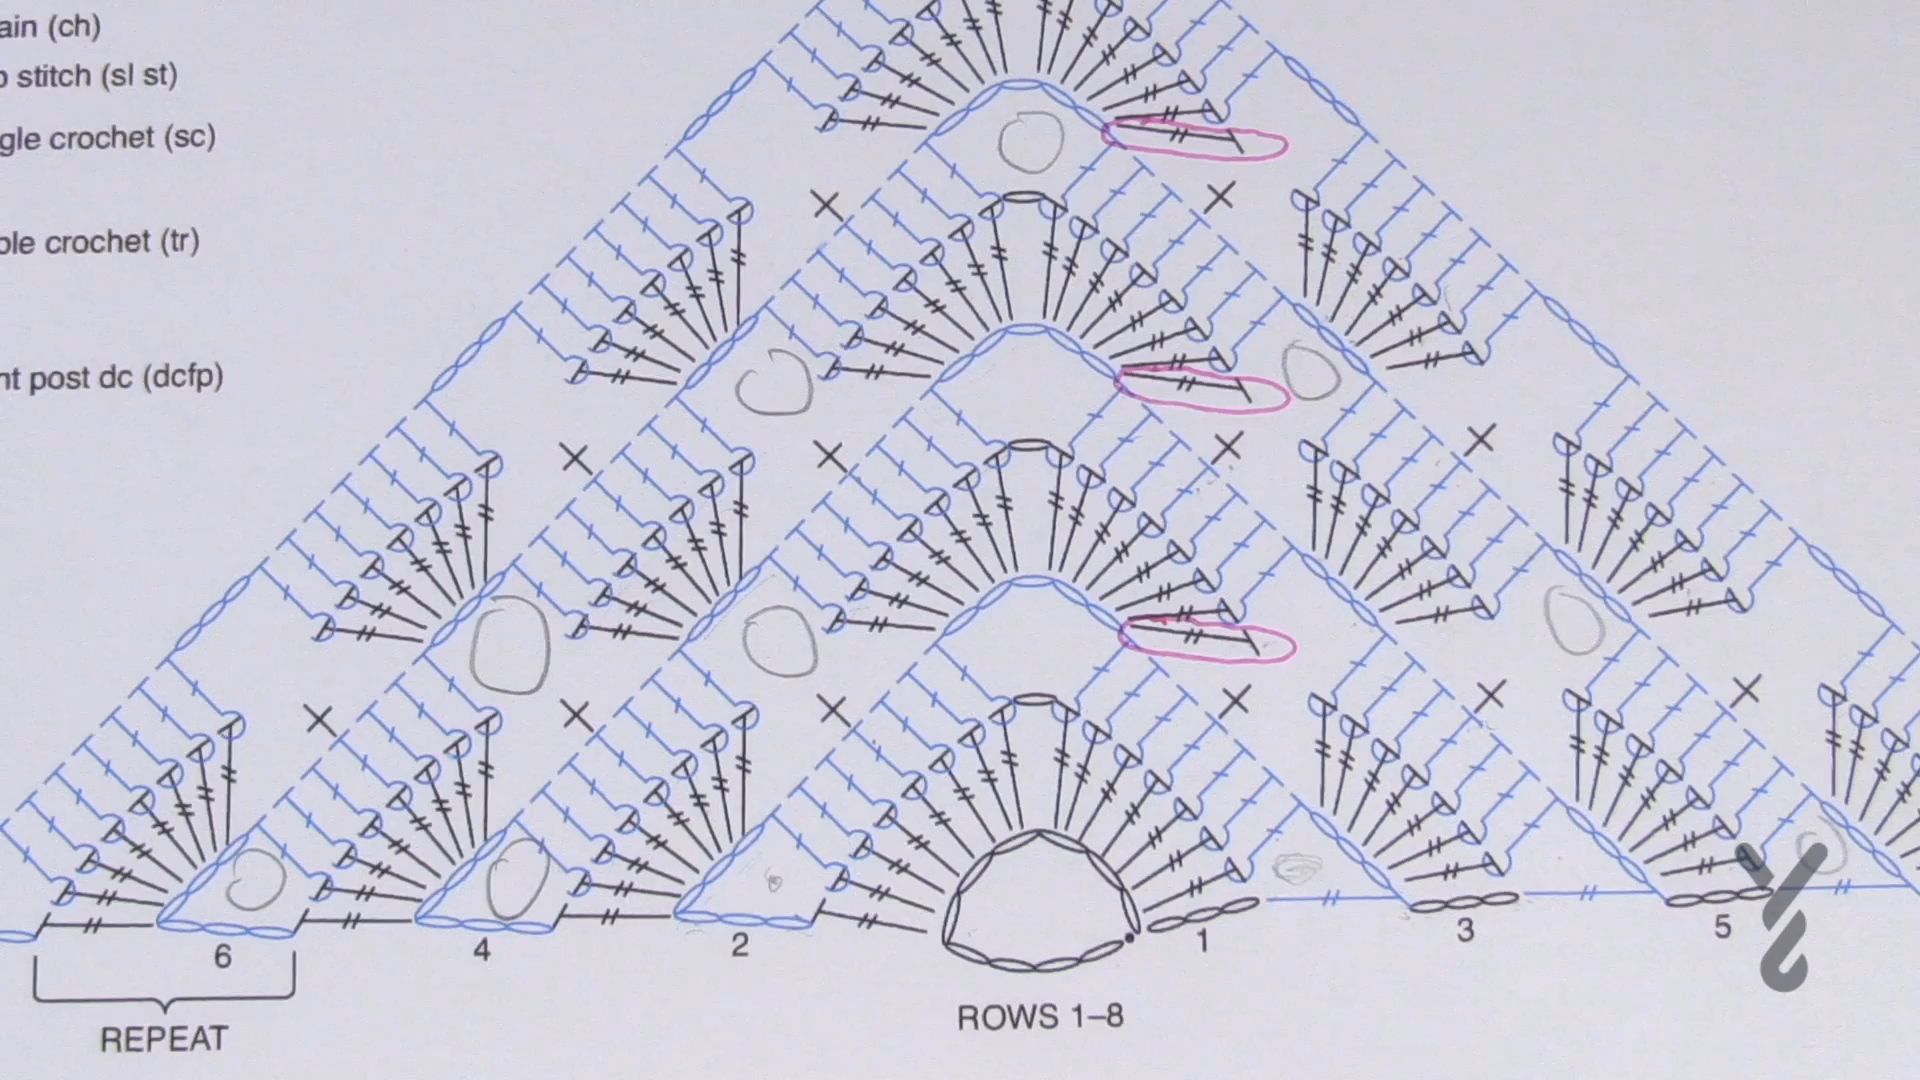 ain (ch)
p stitch (sl st)
gle crochet (sc)
ole crochet (tr)
nt post dc (dcfp)
6
4
2
1
3
5
REPEAT
ROWS 1–8